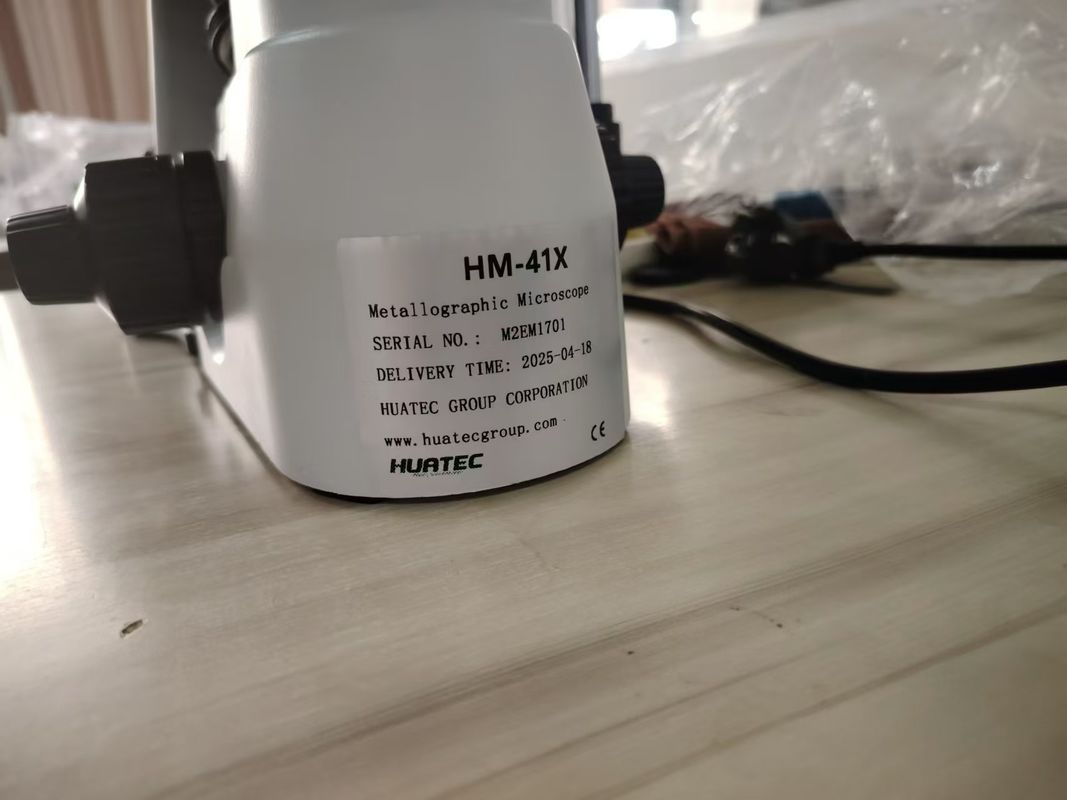 HM-41X
Metallographic Microscope
SERIAL NO.: M2EM1701
DELIVERY TIME: 2025-04-18
HUATEC GROUP CORPORATION
www.huatecgroup.com
CE
HUATEC